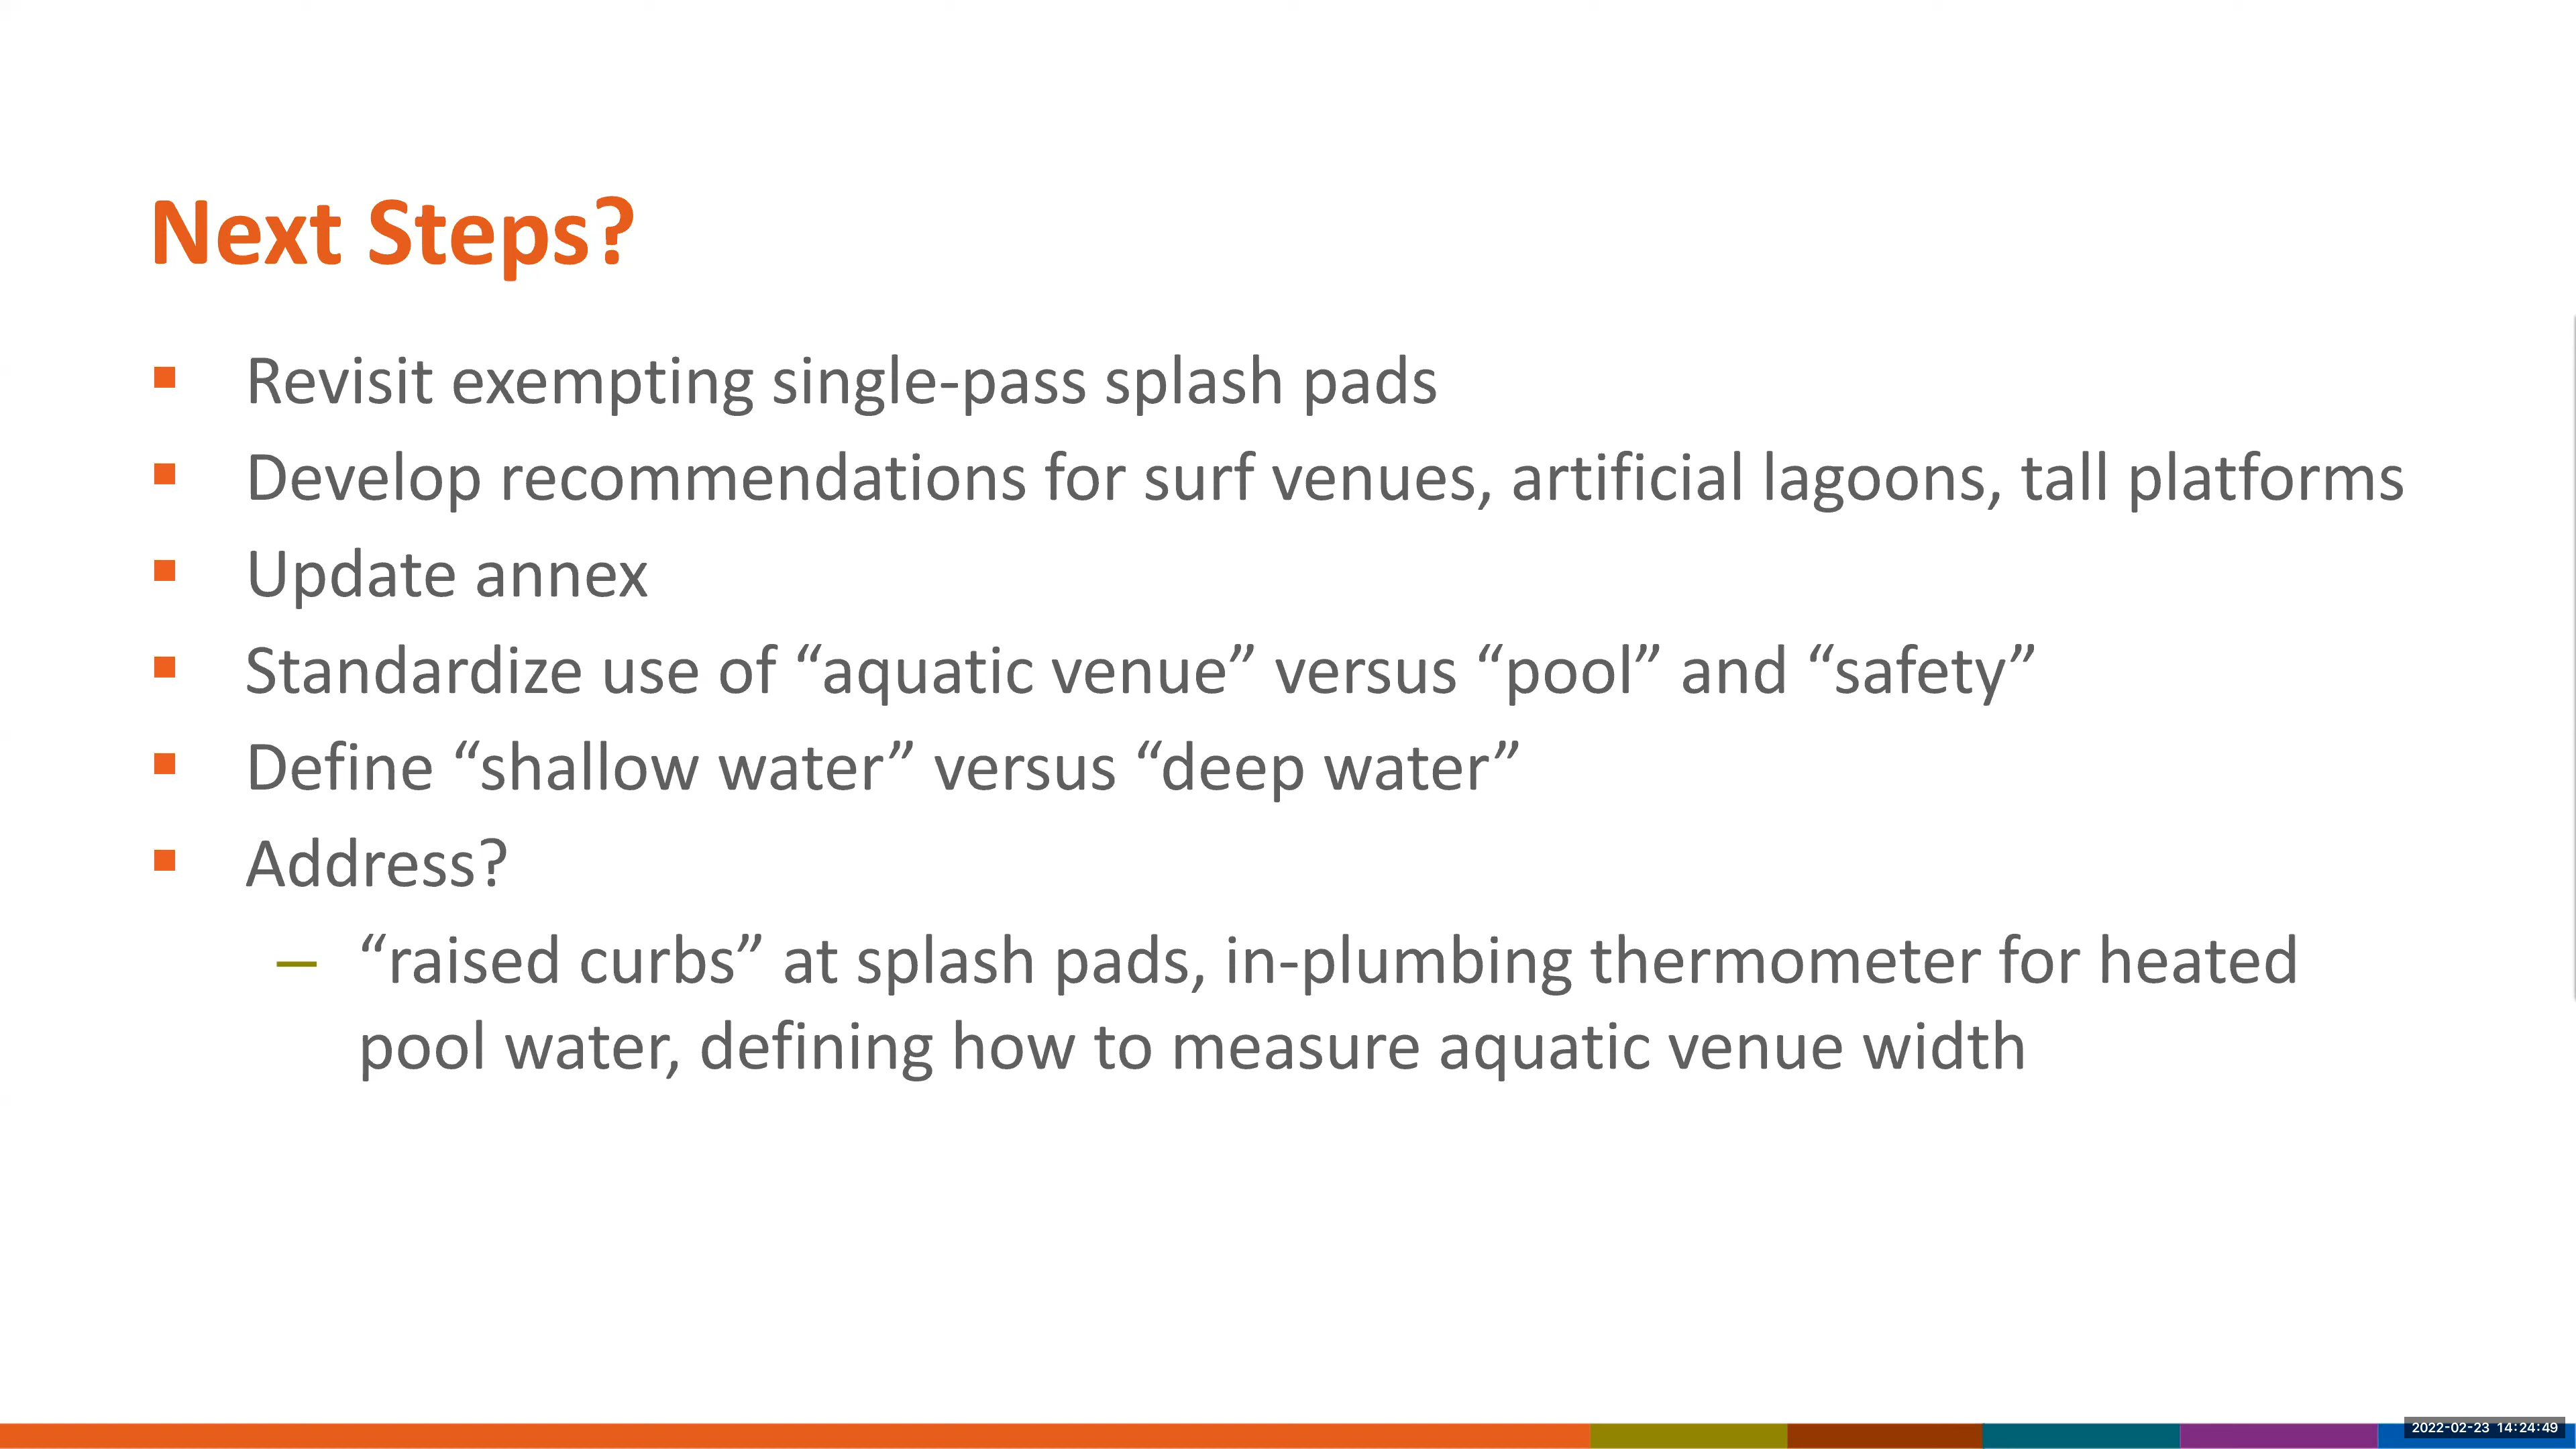 Next Steps?
Revisit exempting single-pass splash pads
Develop recommendations for surf venues, artificial lagoons, tall platforms
Update annex
Standardize use of “aquatic venue” versus “pool” and “safety”
Define “shallow water” versus “deep water”
Address?
– “raised curbs” at splash pads, in-plumbing thermometer for heated
pool water, defining how to measure aquatic venue width
2022-02-23 14:24:49